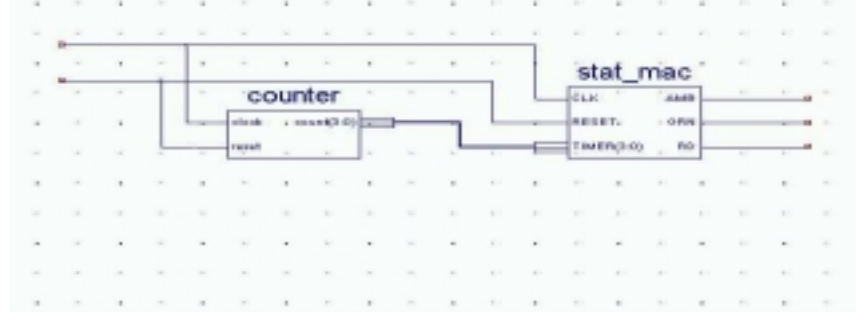 stat_mac
counter
CLK AMB
clock count(3:0) RESET GRN
reset TIMER(3:0) RD